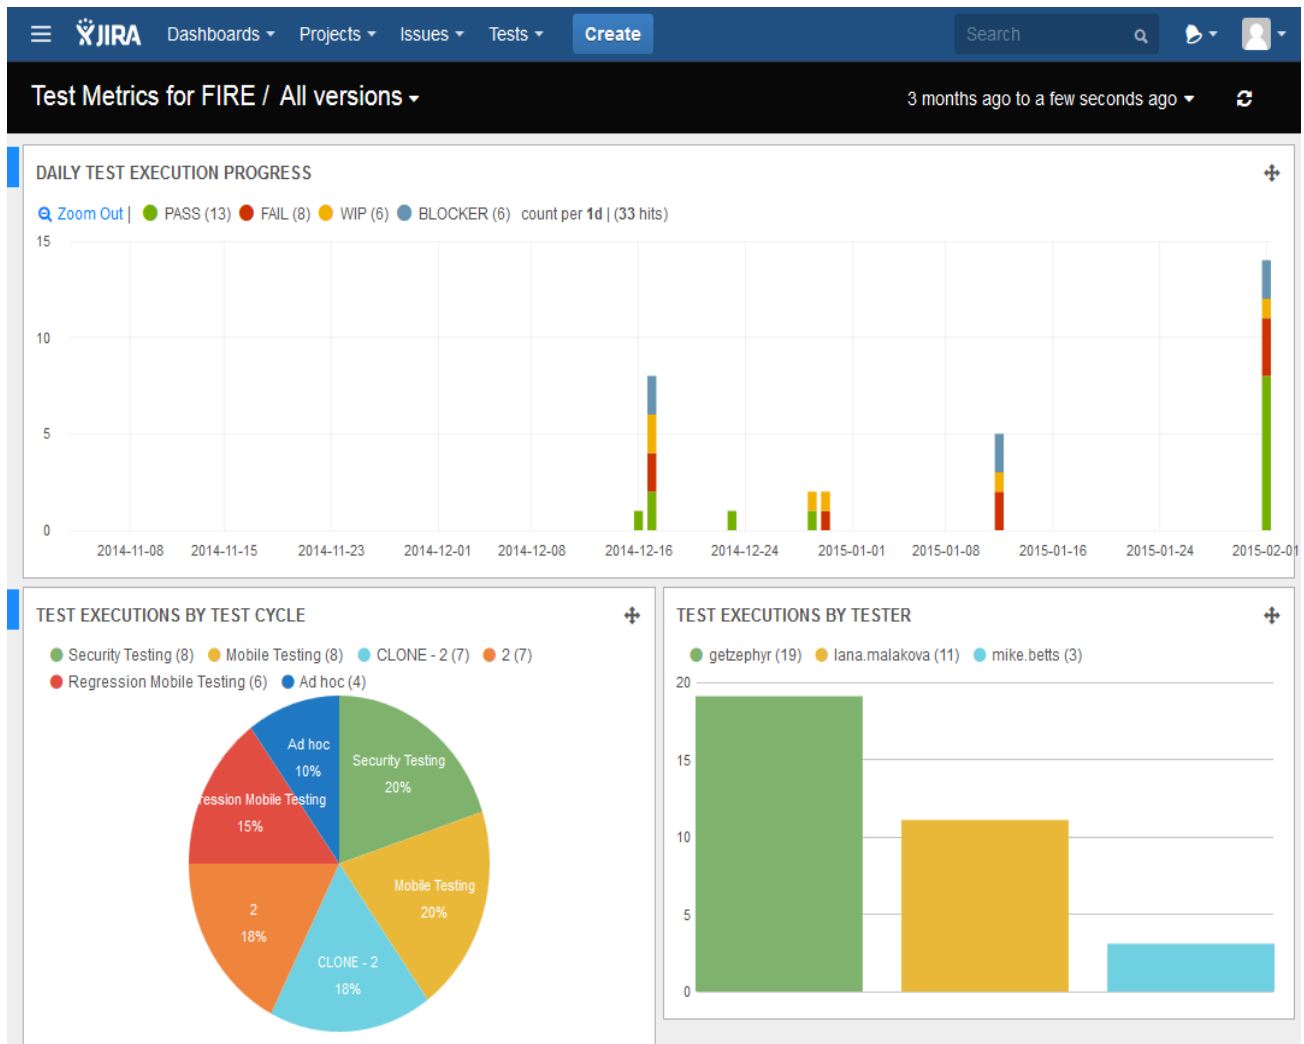 JIRA Dashboards Projects Issues Tests Create Search
Test Metrics for FIRE / All versions 3 months ago to a few seconds ago
DAILY TEST EXECUTION PROGRESS
Zoom Out | PASS (13) FAIL (8) WIP (6) BLOCKER (6) count per 1d | (33 hits)
15
10
5
0
2014-11-08 2014-11-15 2014-11-23 2014-12-01 2014-12-08 2014-12-16 2014-12-24 2015-01-01 2015-01-08 2015-01-16 2015-01-24 2015-02-01
TEST EXECUTIONS BY TEST CYCLE
Security Testing (8) Mobile Testing (8) CLONE - 2 (7) 2 (7)
Regression Mobile Testing (6) Ad hoc (4)
Ad hoc
10%
Security Testing
20%
ression Mobile Testing
15%
Mobile Testing
20%
2
18%
CLONE - 2
18%
TEST EXECUTIONS BY TESTER
getzephyr (19) lana.malakova (11) mike.betts (3)
20
15
10
5
0